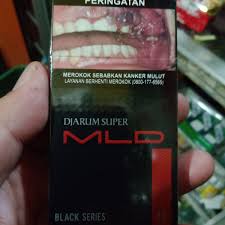 PERINGATAN
MEROKOK SEBABKAN KANKER MULUT
LAYANAN BERHENTI MEROKOK (0800-177-6565)
DJARUM SUPER
MLD
BLACK SERIES